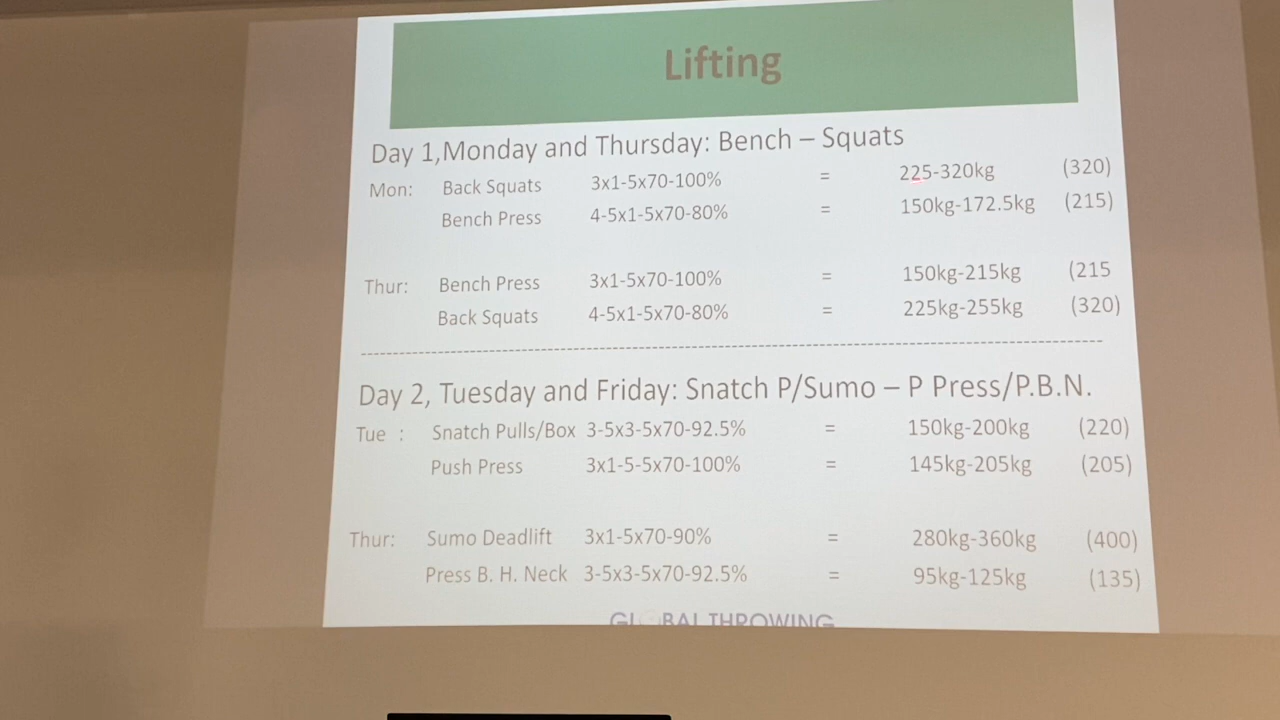 Lifting
Day 1,Monday and Thursday: Bench – Squats
Mon: Back Squats 3x1-5x70-100% = 225-320kg (320)
Bench Press 4-5x1-5x70-80% = 150kg-172.5kg (215)
Thur: Bench Press 3x1-5x70-100% = 150kg-215kg (215
Back Squats 4-5x1-5x70-80% = 225kg-255kg (320)
Day 2, Tuesday and Friday: Snatch P/Sumo – P Press/P.B.N.
Tue : Snatch Pulls/Box 3-5x3-5x70-92.5% = 150kg-200kg (220)
Push Press 3x1-5-5x70-100% = 145kg-205kg (205)
Thur: Sumo Deadlift 3x1-5x70-90% = 280kg-360kg (400)
Press B. H. Neck 3-5x3-5x70-92.5% = 95kg-125kg (135)
GLOBAL THROWING